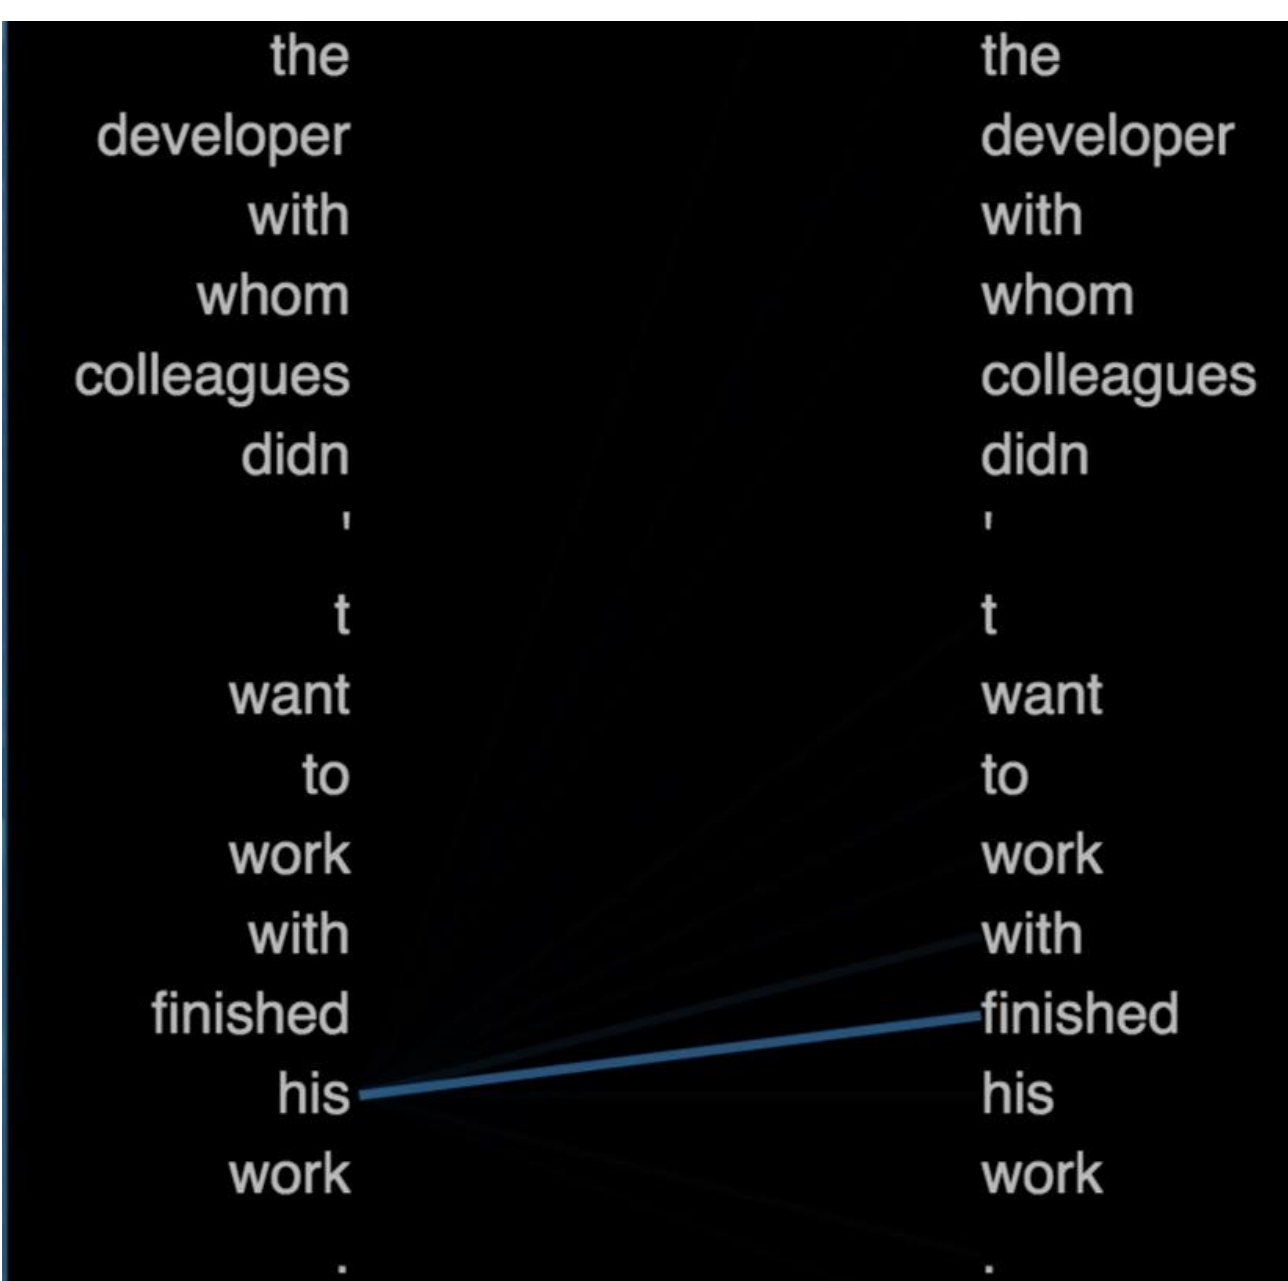 the the
developer developer
with with
whom whom
colleagues colleagues
didn didn
' '
t t
want want
to to
work work
with with
finished finished
his his
work work
. .